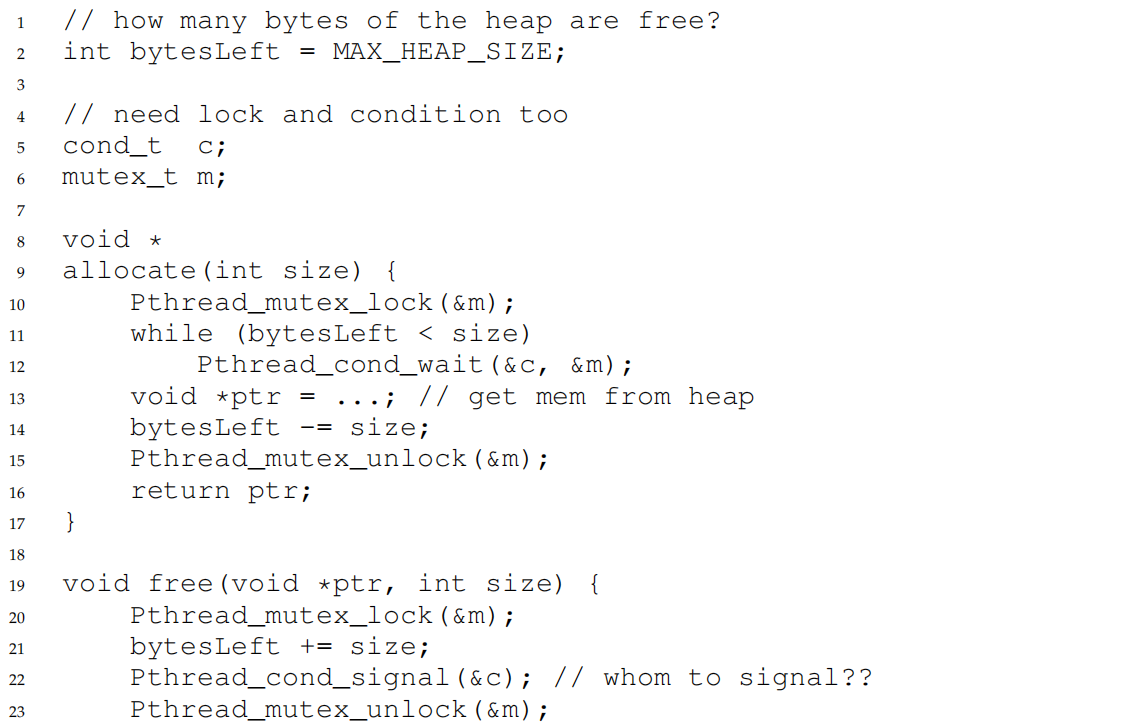 1 // how many bytes of the heap are free?
2 int bytesLeft = MAX_HEAP_SIZE;
3
4 // need lock and condition too
5 cond_t  c;
6 mutex_t m;
7
8 void *
9 allocate(int size) {
10     Pthread_mutex_lock(&m);
11     while (bytesLeft < size)
12         Pthread_cond_wait(&c, &m);
13     void *ptr = ...; // get mem from heap
14     bytesLeft -= size;
15     Pthread_mutex_unlock(&m);
16     return ptr;
17 }
18
19 void free(void *ptr, int size) {
20     Pthread_mutex_lock(&m);
21     bytesLeft += size;
22     Pthread_cond_signal(&c); // whom to signal??
23     Pthread_mutex_unlock(&m);